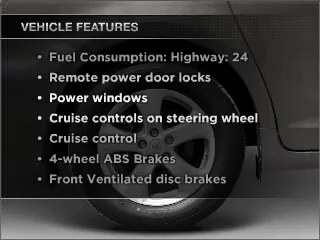 VEHICLE FEATURES
• Fuel Consumption: Highway: 24
• Remote power door locks
• Power windows
• Cruise controls on steering wheel
• Cruise control
• 4-wheel ABS Brakes
• Front Ventilated disc brakes